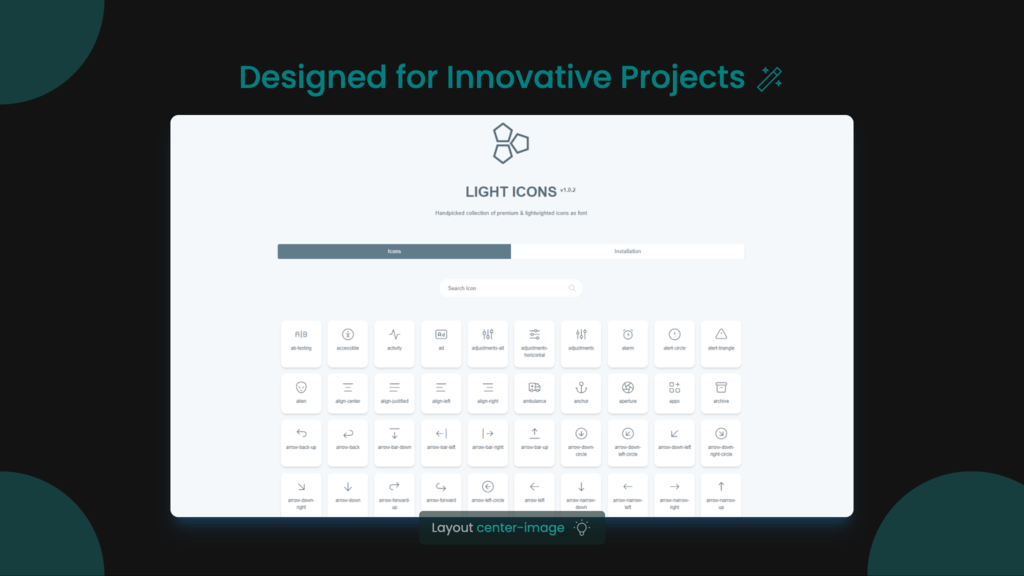 Designed for Innovative Projects
LIGHT ICONS v1.0.2
Handpicked collection of premium & lightwighted icons as font
Icons
Installation
Search Icon
A|B
ab-testing
accessible
activity
Ad
ad
adjustments-alt
adjustments-
horizontal
adjustments
alarm
alert-circle
alert-triangle
alien
align-center
align-justified
align-left
align-right
ambulance
anchor
aperture
apps
archive
arrow-back-up
arrow-back
arrow-bar-down
arrow-bar-left
arrow-bar-right
arrow-bar-up
arrow-down-
circle
arrow-down-
left-circle
arrow-down-left
arrow-down-
right-circle
arrow-down-
right
arrow-down
arrow-forward-
up
arrow-forward
arrow-left-circle
arrow-left
arrow-narrow-
down
arrow-narrow-
left
arrow-narrow-
right
arrow-narrow-
up
Layout center-image